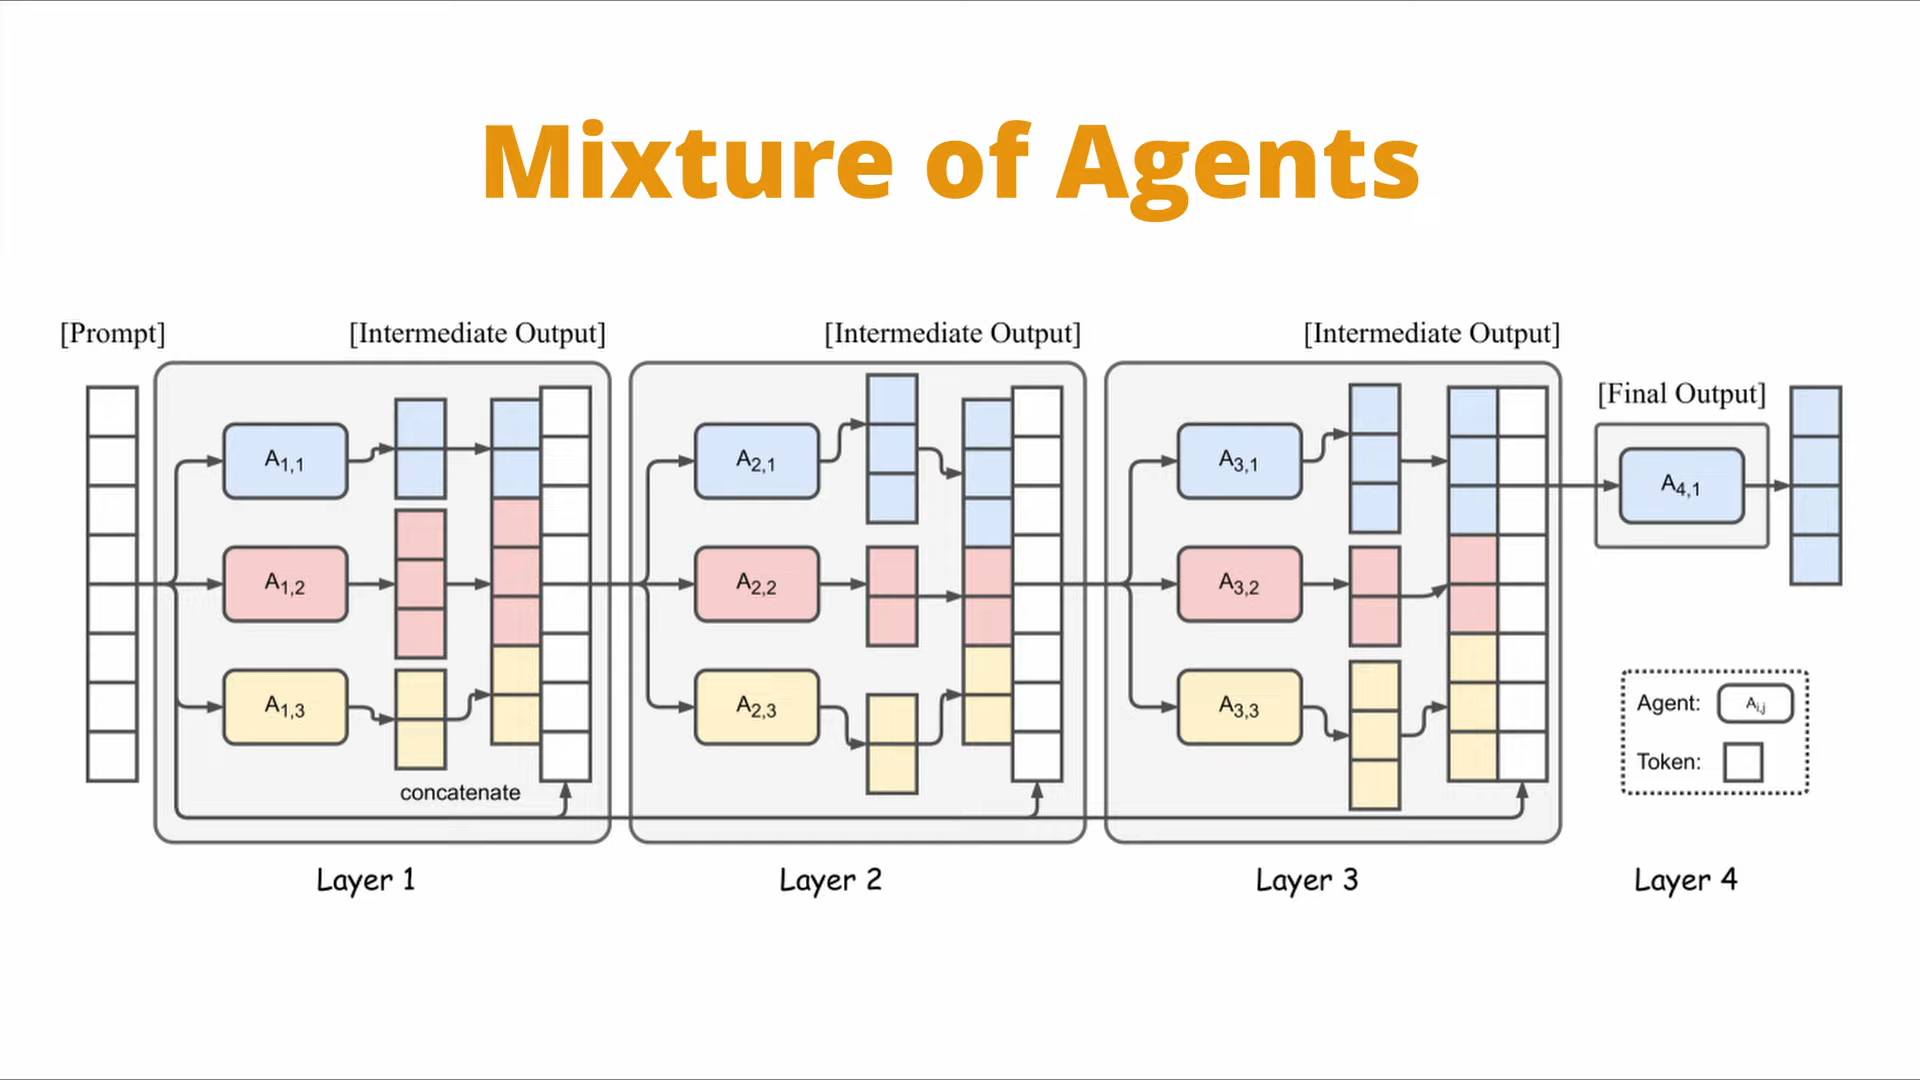 Mixture of Agents
[Prompt]
[Intermediate Output]
[Intermediate Output]
[Intermediate Output]
[Final Output]
A1,1
A1,2
A1,3
concatenate
A2,1
A2,2
A2,3
A3,1
A3,2
A3,3
A4,1
Agent: Ai,j
Token:
Layer 1
Layer 2
Layer 3
Layer 4